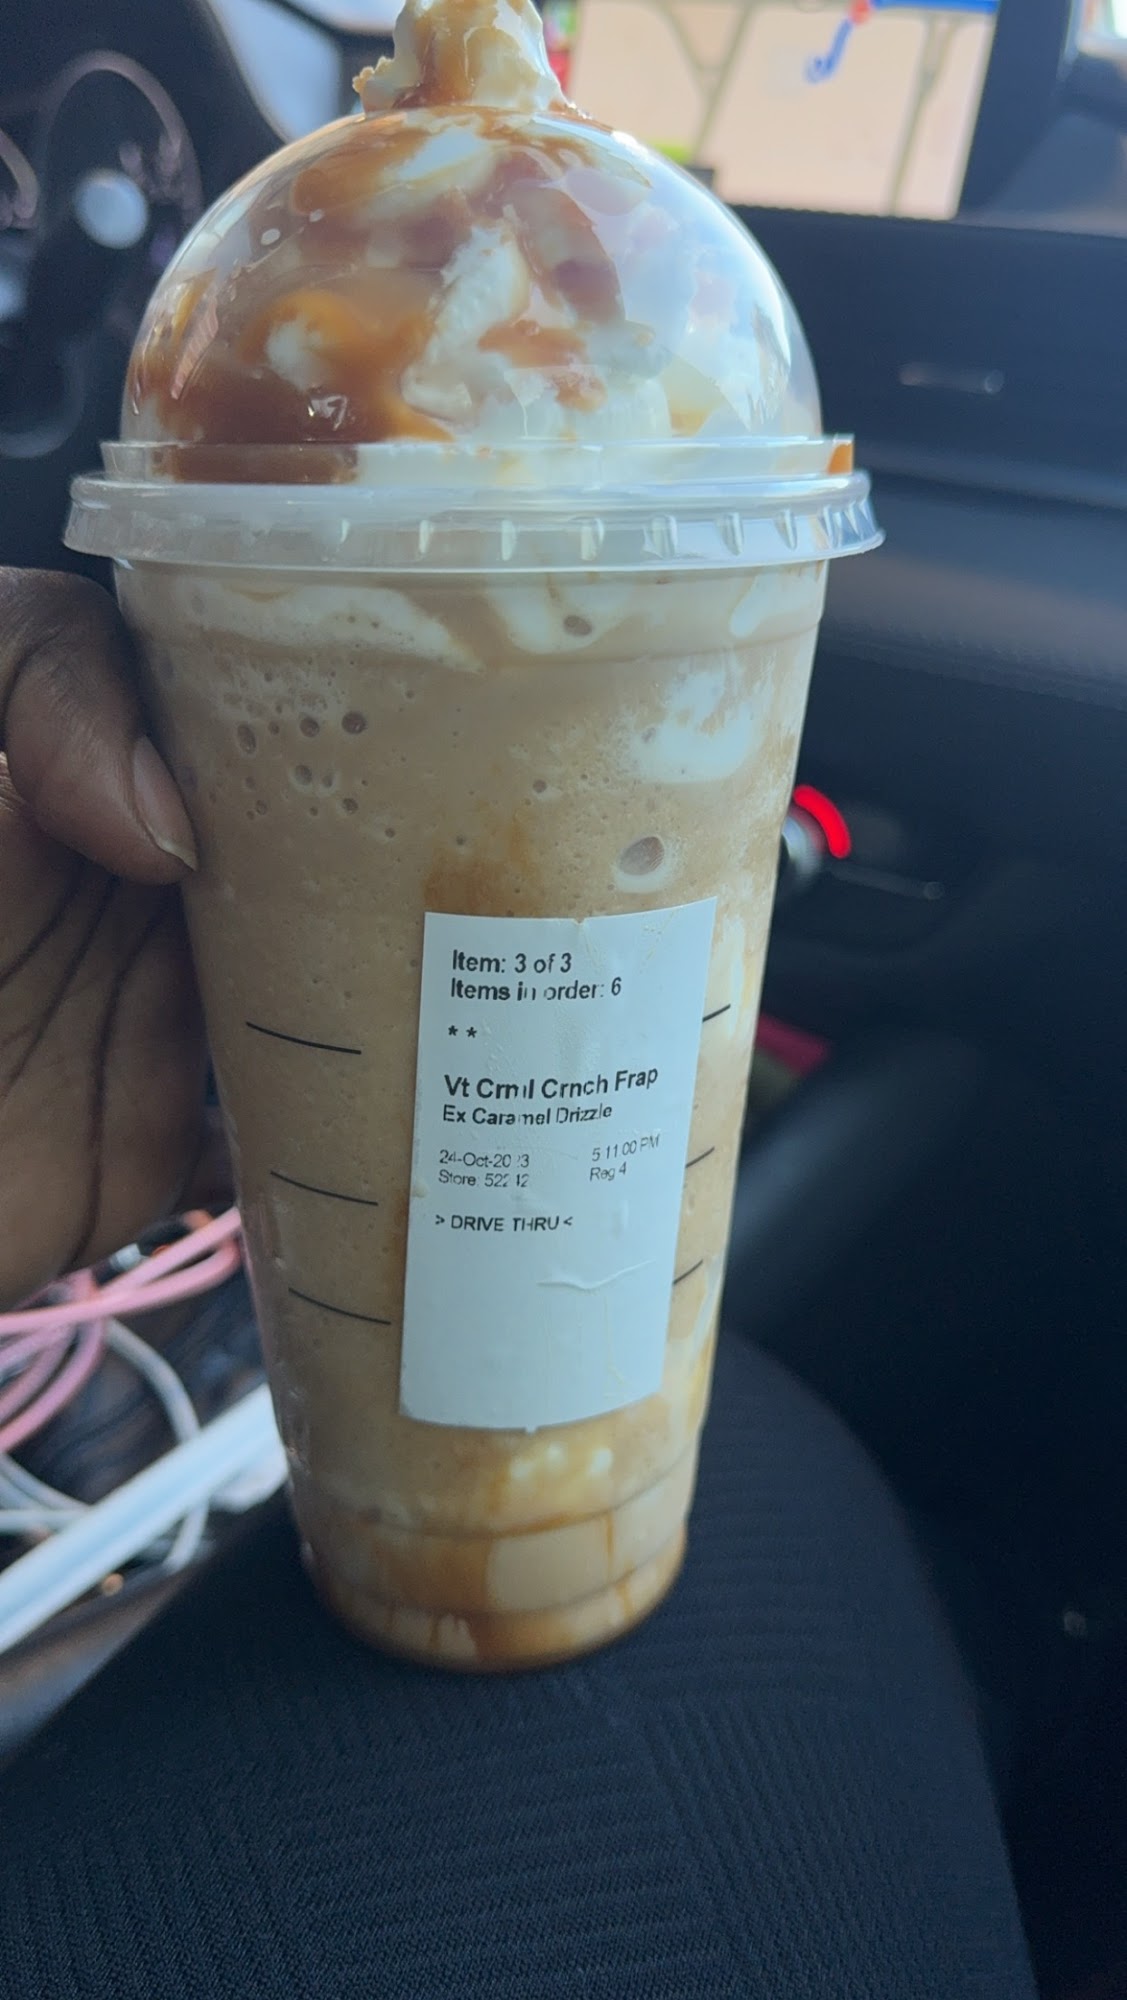 Item: 3 of 3
Items in order: 6
* *
Vt Crml Crnch Frap
Ex Caramel Drizzle
24-Oct-2023 5:11:00 PM
Store: Reg 4
> DRIVE THRU <